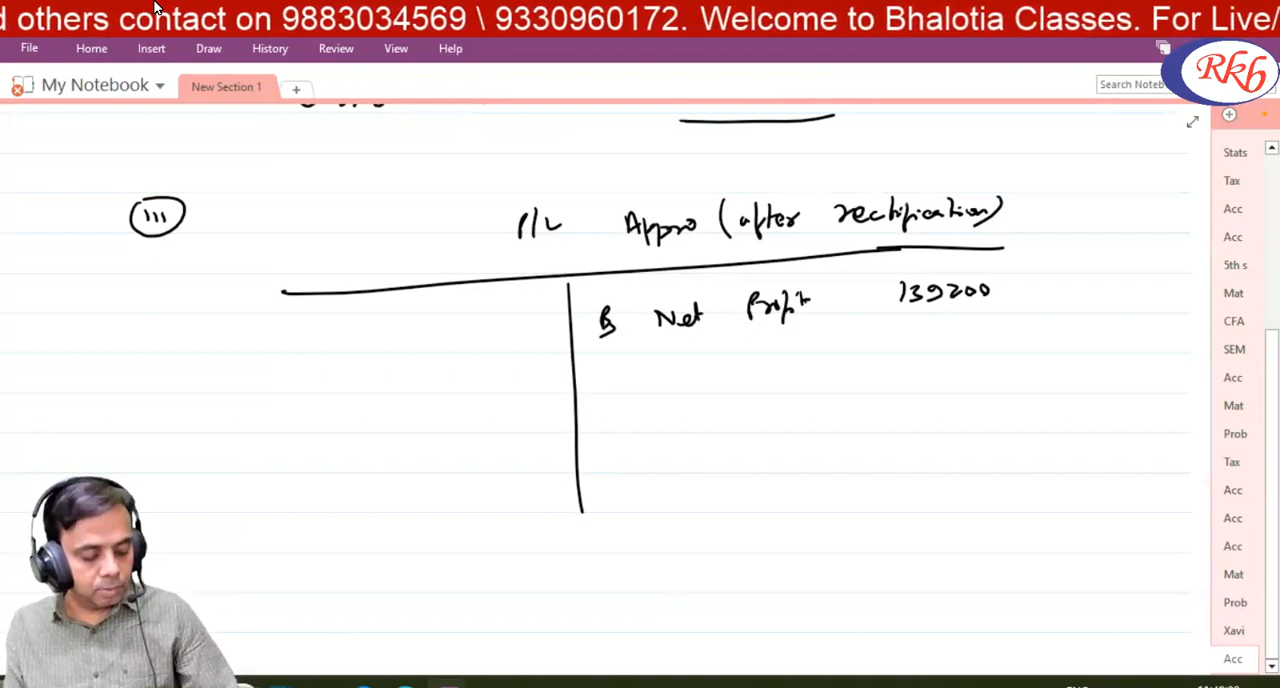 d others contact on 9883034569 \ 9330960172. Welcome to Bhalotia Classes. For Live/
File Home Insert Draw History Review View Help
Rkb
My Notebook New Section 1 + Search Noteb
Stats
Tax
Acc
Acc
5th s
Mat
CFA
SEM
Acc
Mat
Prob
Tax
Acc
Acc
Acc
Mat
Prob
Xavi
Acc
(iii) P/L Appro (after rectification)
By Net Profit 139200